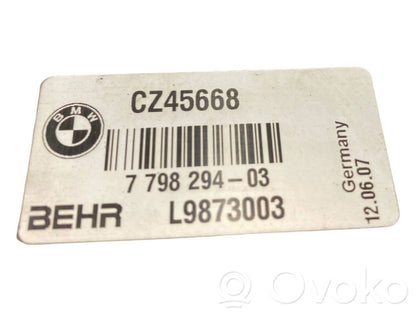 BMW
CZ45668
7 798 294-03
BEHR
L9873003
Germany
12.06.07
Ovoko